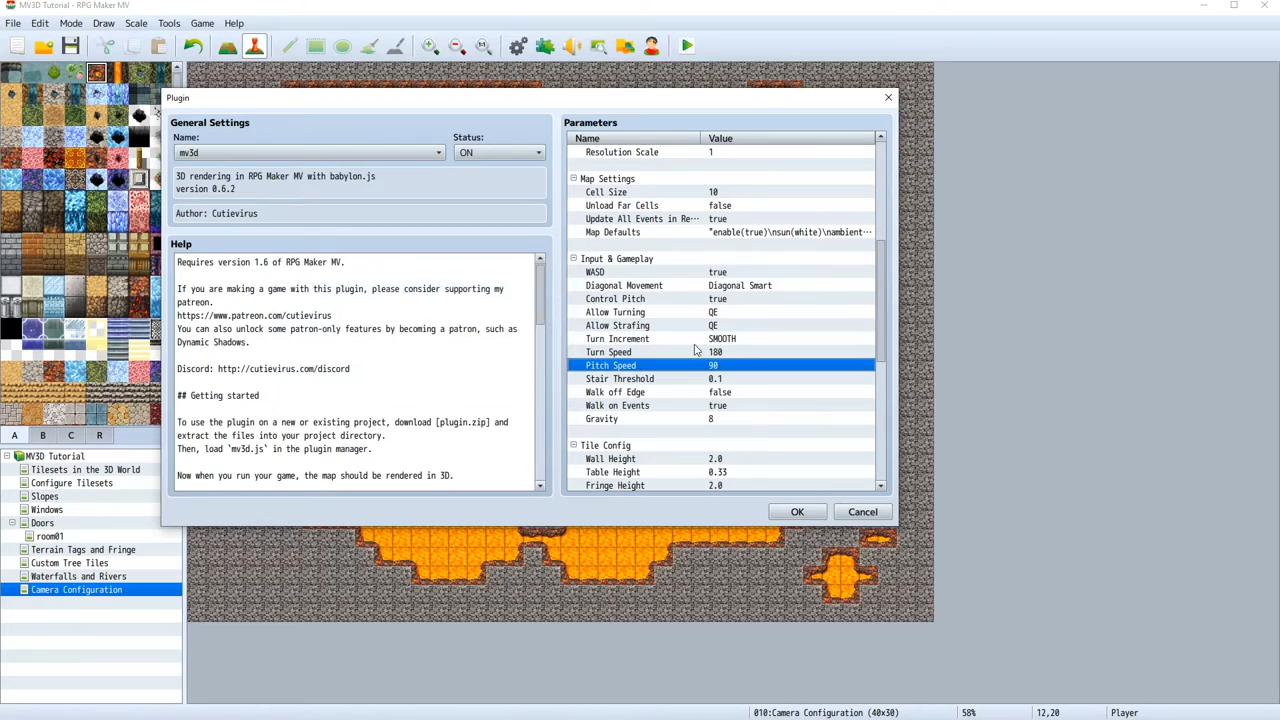 MV3D Tutorial - RPG Maker MV
File Edit Mode Draw Scale Tools Game Help
Plugin
General Settings
Name:
Status:
mv3d
ON
3D rendering in RPG Maker MV with babylon.js
version 0.6.2
Author: Cutievirus
Help
Requires version 1.6 of RPG Maker MV.
If you are making a game with this plugin, please consider supporting my
patreon.
https://www.patreon.com/cutievirus
You can also unlock some patron-only features by becoming a patron, such as
Dynamic Shadows.
Discord: http://cutievirus.com/discord
## Getting started
To use the plugin on a new or existing project, download [plugin.zip] and
extract the files into your project directory.
Then, load `mv3d.js` in the plugin manager.
Now when you run your game, the map should be rendered in 3D.
Parameters
Name Value
Resolution Scale 1
Map Settings
Cell Size 10
Unload Far Cells false
Update All Events in Re··· true
Map Defaults "enable(true)\nsun(white)\nambient···
Input & Gameplay
WASD true
Diagonal Movement Diagonal Smart
Control Pitch true
Allow Turning QE
Allow Strafing QE
Turn Increment SMOOTH
Turn Speed 180
Pitch Speed 90
Stair Threshold 0.1
Walk off Edge false
Walk on Events true
Gravity 8
Tile Config
Wall Height 2.0
Table Height 0.33
Fringe Height 2.0
OK Cancel
A B C R
MV3D Tutorial
Tilesets in the 3D World
Configure Tilesets
Slopes
Windows
Doors
room01
Terrain Tags and Fringe
Custom Tree Tiles
Waterfalls and Rivers
Camera Configuration
010:Camera Configuration (40x30) 58% 12,20 Player